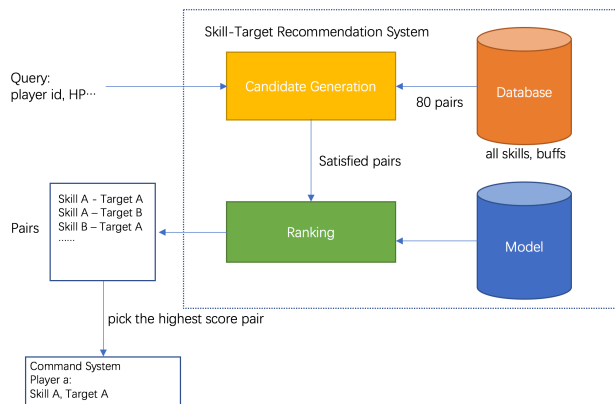 Skill-Target Recommendation System
Query:
player id, HP···
Candidate Generation
80 pairs
Database
all skills, buffs
Satisfied pairs
Pairs
Skill A - Target A
Skill A – Target B
Skill B – Target A
......
Ranking
Model
pick the highest score pair
Command System
Player a:
Skill A, Target A